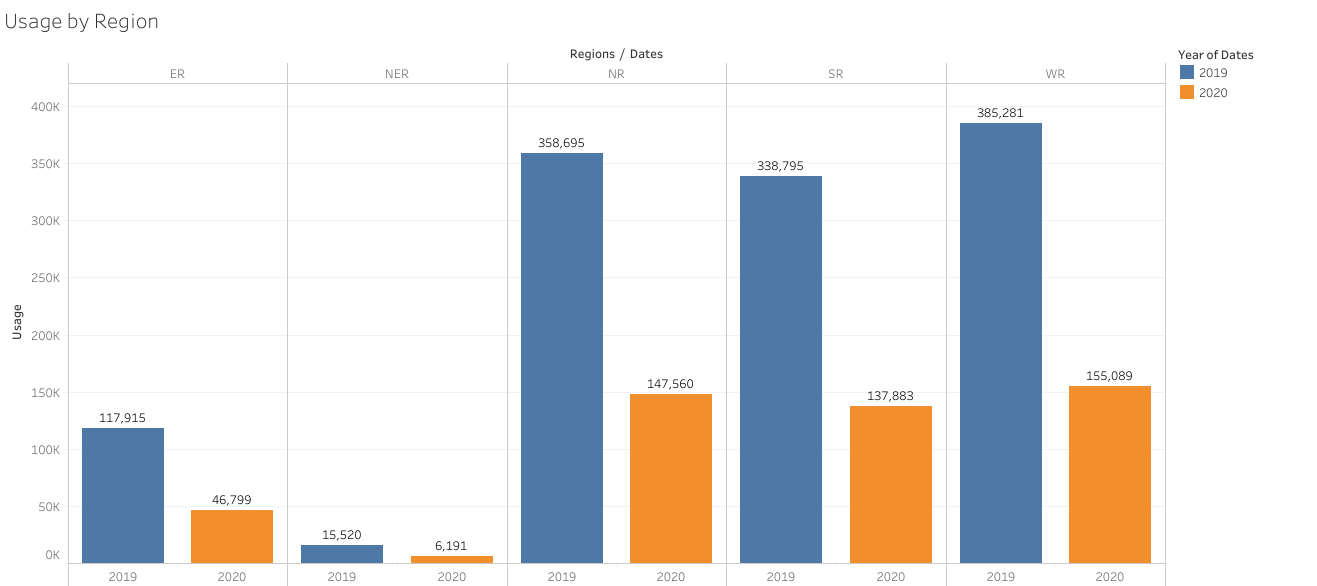 Usage by Region
Regions / Dates
ER NER NR SR WR
Year of Dates
2019
2020
Usage
400K
350K
300K
250K
200K
150K
100K
50K
0K
117,915
46,799
15,520
6,191
358,695
147,560
338,795
137,883
385,281
155,089
2019 2020 2019 2020 2019 2020 2019 2020 2019 2020